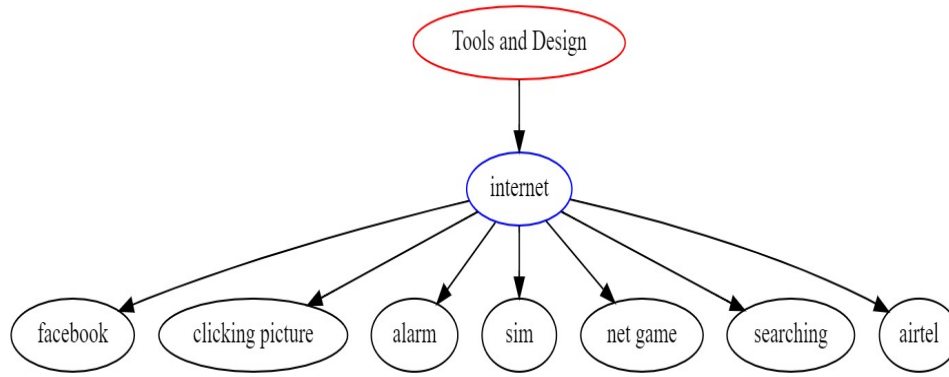 Tools and Design
internet
facebook
clicking picture
alarm
sim
net game
searching
airtel